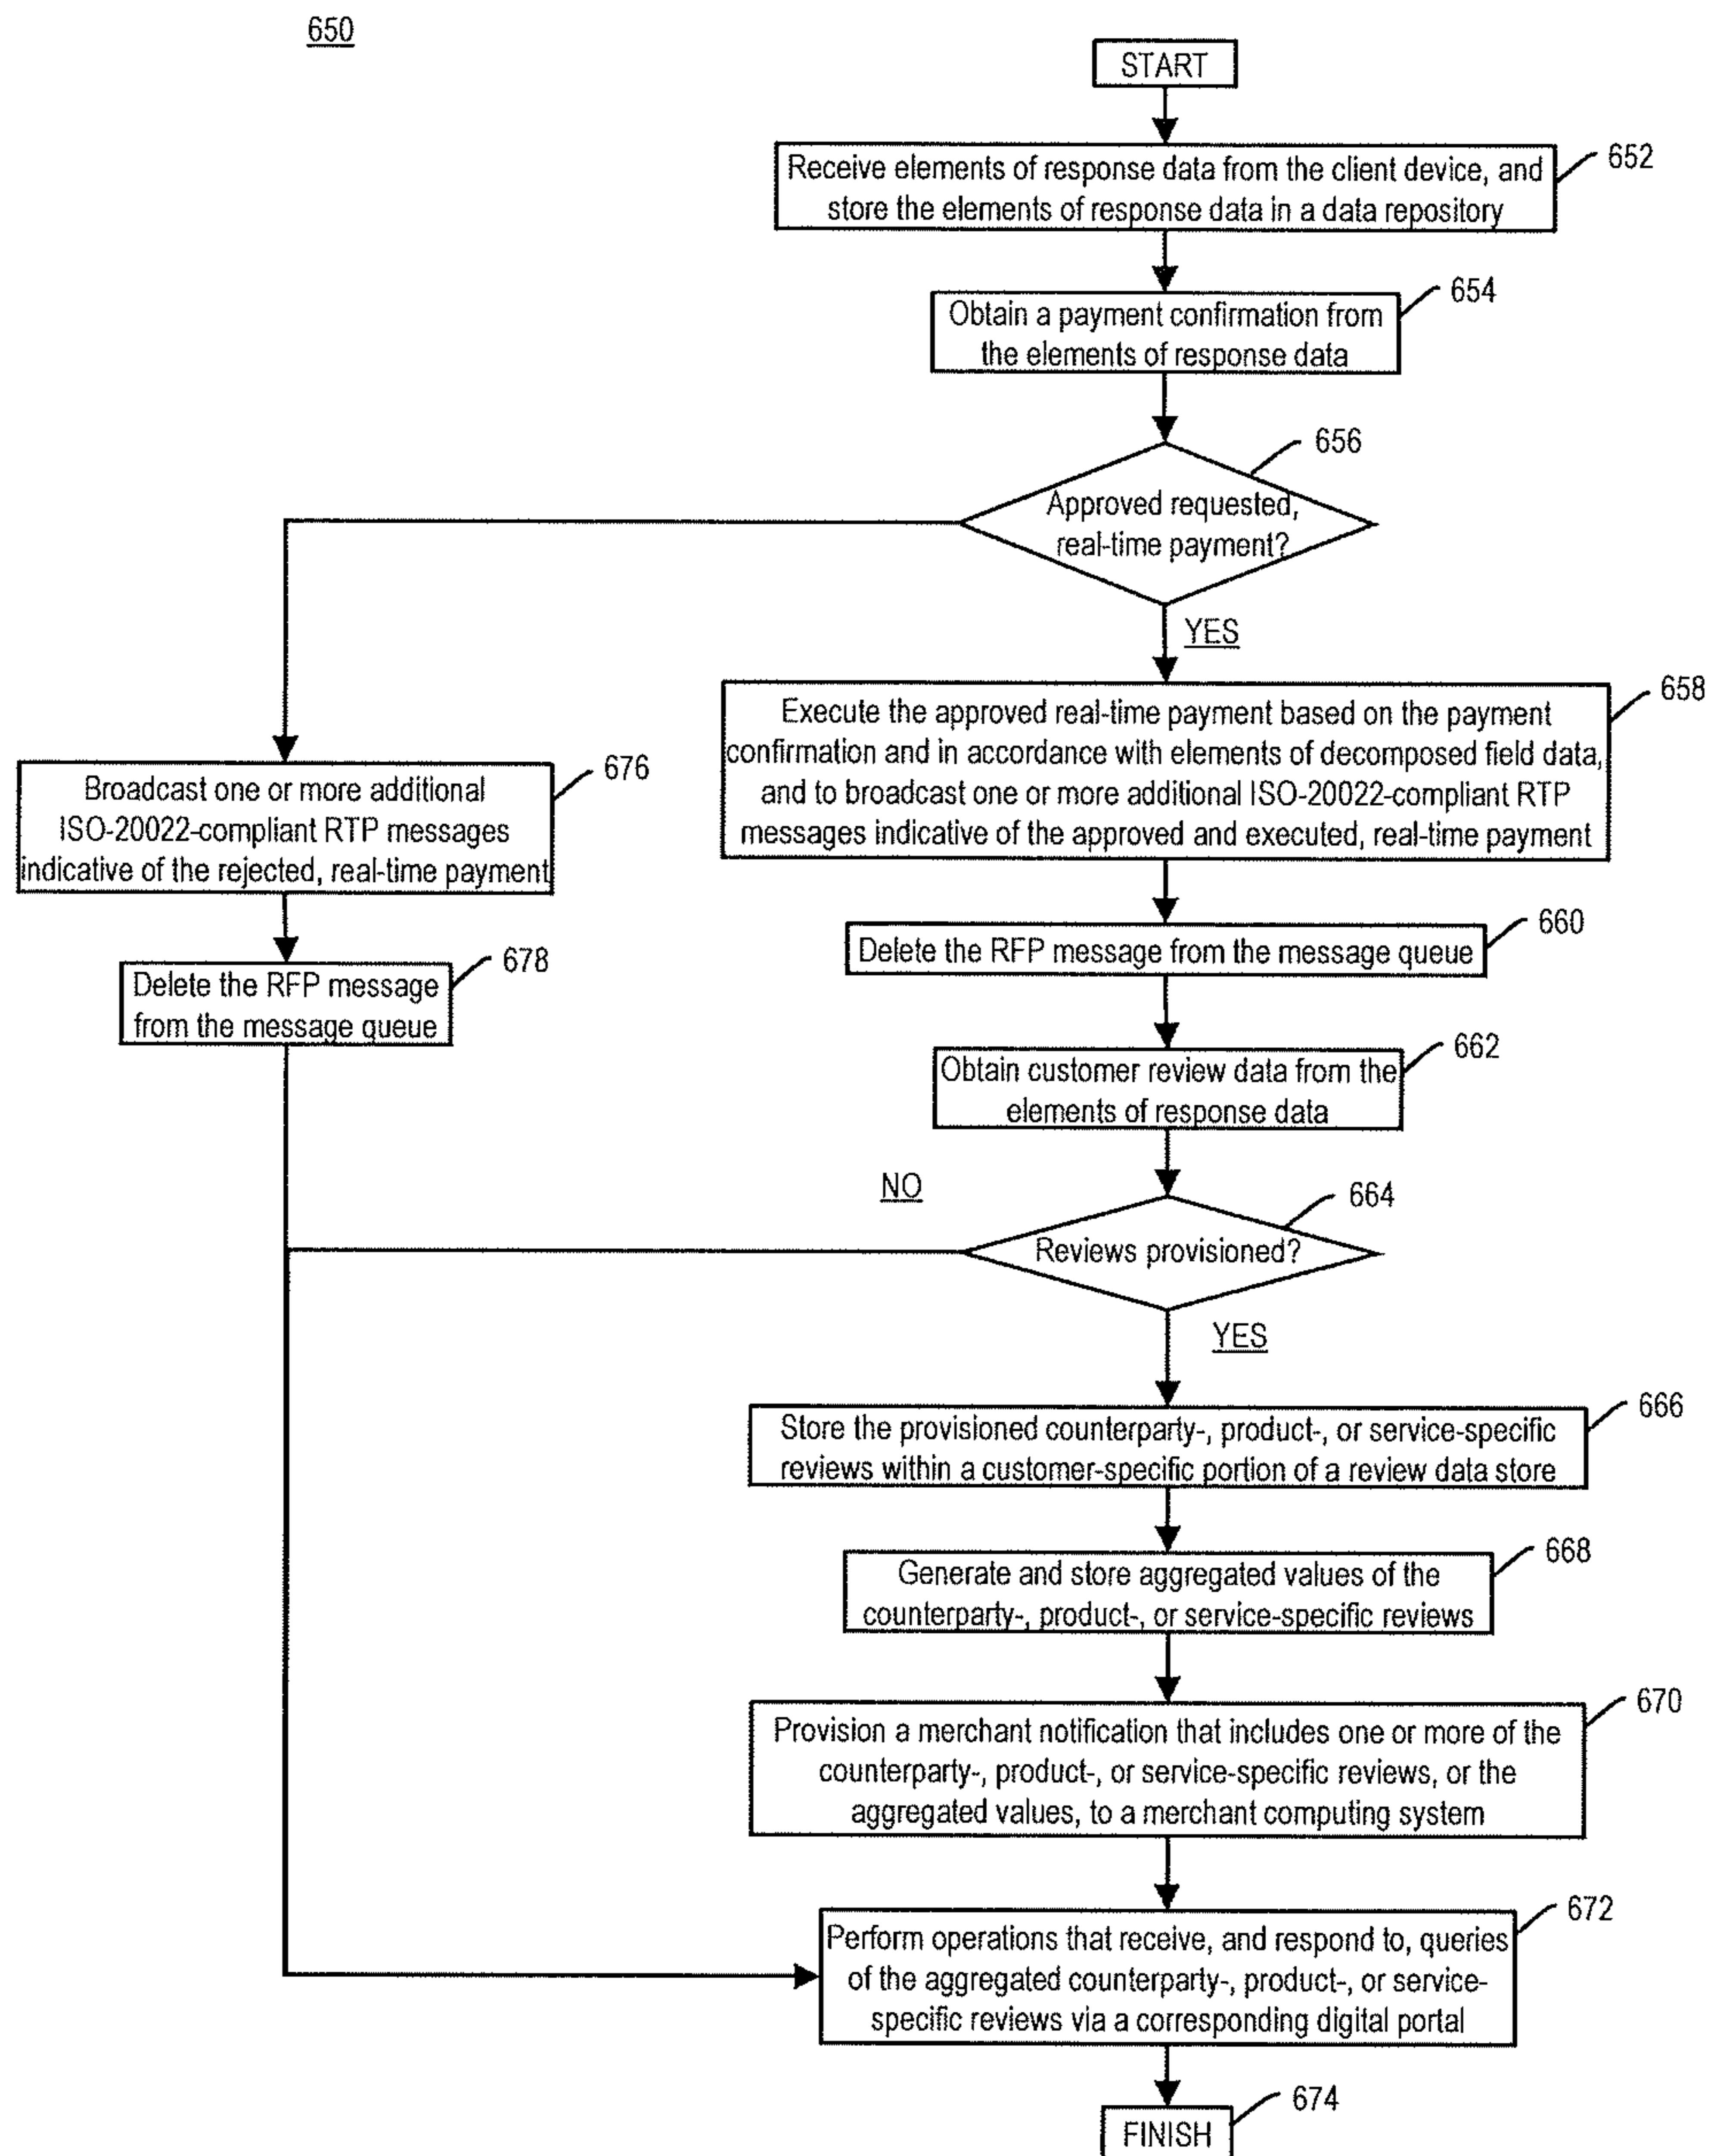 650
START
652
Receive elements of response data from the client device, and
store the elements of response data in a data repository
654
Obtain a payment confirmation from
the elements of response data
656
Approved requested,
real-time payment?
YES
658
Execute the approved real-time payment based on the payment
confirmation and in accordance with elements of decomposed field data,
and to broadcast one or more additional ISO-20022-compliant RTP
messages indicative of the approved and executed, real-time payment
676
Broadcast one or more additional
ISO-20022-compliant RTP messages
indicative of the rejected, real-time payment
660
Delete the RFP message from the message queue
678
Delete the RFP message
from the message queue
662
Obtain customer review data from the
elements of response data
NO
664
Reviews provisioned?
YES
666
Store the provisioned counterparty-, product-, or service-specific
reviews within a customer-specific portion of a review data store
668
Generate and store aggregated values of the
counterparty-, product-, or service-specific reviews
670
Provision a merchant notification that includes one or more of the
counterparty-, product-, or service-specific reviews, or the
aggregated values, to a merchant computing system
672
Perform operations that receive, and respond to, queries
of the aggregated counterparty-, product-, or service-
specific reviews via a corresponding digital portal
674
FINISH